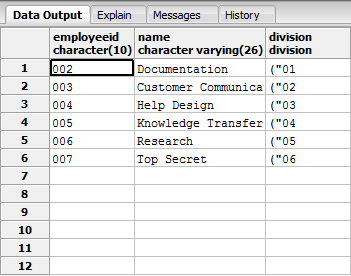 Data Output Explain Messages History
employeeid name division
character(10) character varying(26) division
1 002 Documentation ("01
2 003 Customer Communica ("02
3 004 Help Design ("03
4 005 Knowledge Transfer ("04
5 006 Research ("05
6 007 Top Secret ("06
7
8
9
10
11
12